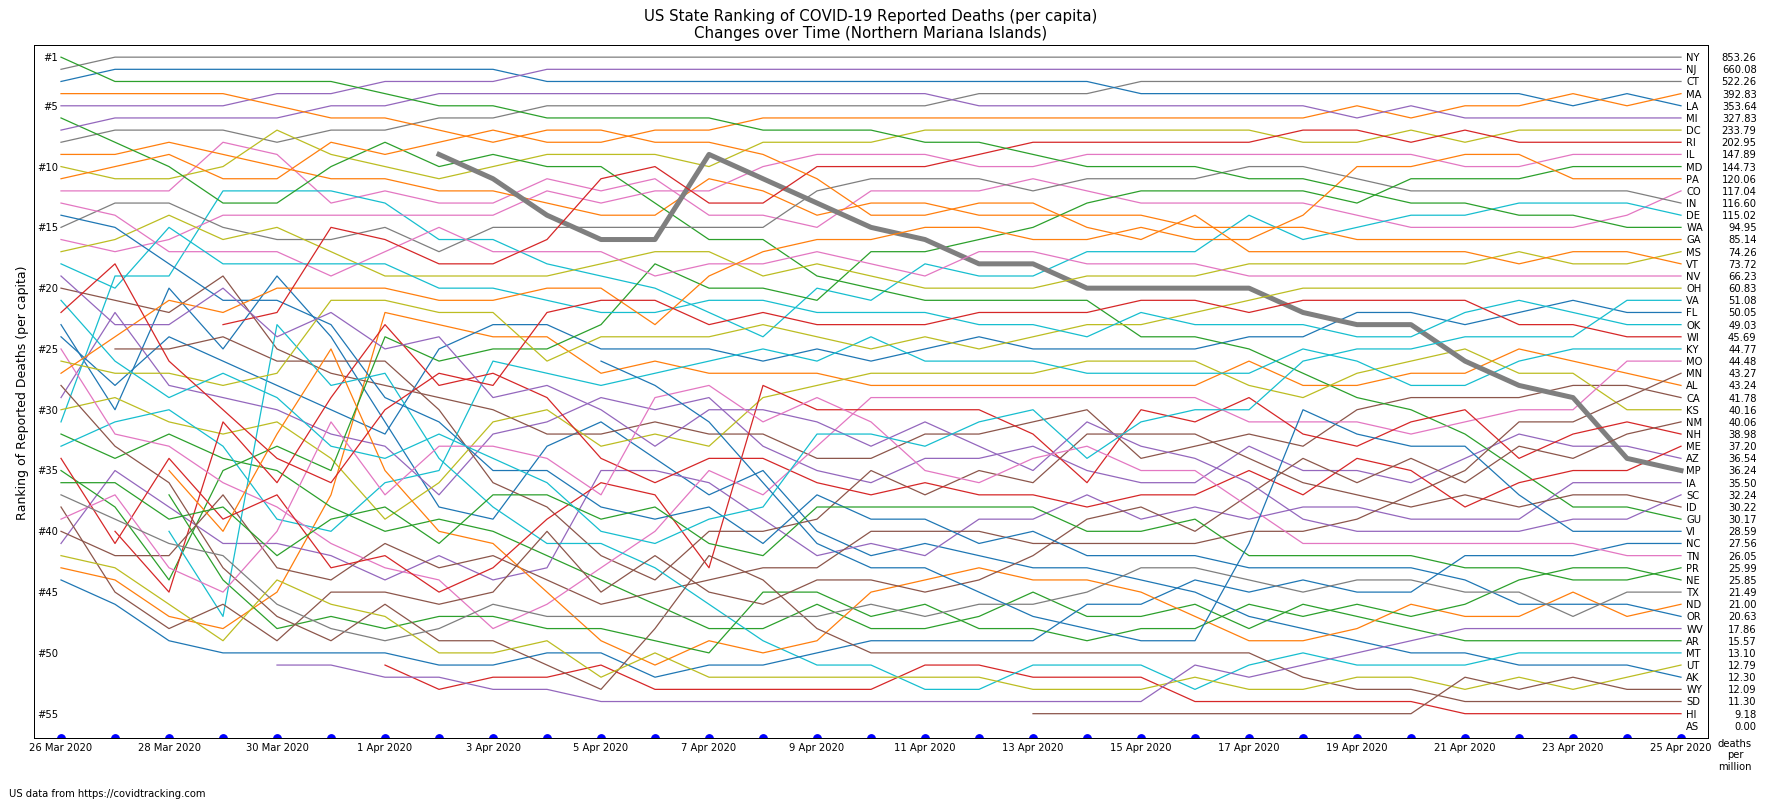 US State Ranking of COVID-19 Reported Deaths (per capita)
Changes over Time (Northern Mariana Islands)
Ranking of Reported Deaths (per capita)
#1
#5
#10
#15
#20
#25
#30
#35
#40
#45
#50
#55
NY 853.26
NJ 660.08
CT 522.26
MA 392.83
LA 353.64
MI 327.83
DC 233.79
RI 202.95
IL 147.89
MD 144.73
PA 120.06
CO 117.04
IN 116.60
DE 115.02
WA 94.95
GA 85.14
MS 74.26
VT 73.72
NV 66.23
OH 60.83
VA 51.08
FL 50.05
OK 49.03
WI 45.69
KY 44.77
MO 44.48
MN 43.27
AL 43.24
CA 41.78
KS 40.16
NM 40.06
NH 38.98
ME 37.20
AZ 36.54
MP 36.24
IA 35.50
SC 32.24
ID 30.22
GU 30.17
VI 28.59
NC 27.56
TN 26.05
PR 25.99
NE 25.85
TX 21.49
ND 21.00
OR 20.63
WV 17.86
AR 15.57
MT 13.10
UT 12.79
AK 12.30
WY 12.09
SD 11.30
HI 9.18
AS 0.00
26 Mar 2020 28 Mar 2020 30 Mar 2020 1 Apr 2020 3 Apr 2020 5 Apr 2020 7 Apr 2020 9 Apr 2020 11 Apr 2020 13 Apr 2020 15 Apr 2020 17 Apr 2020 19 Apr 2020 21 Apr 2020 23 Apr 2020 25 Apr 2020
deaths
per
million
US data from https://covidtracking.com